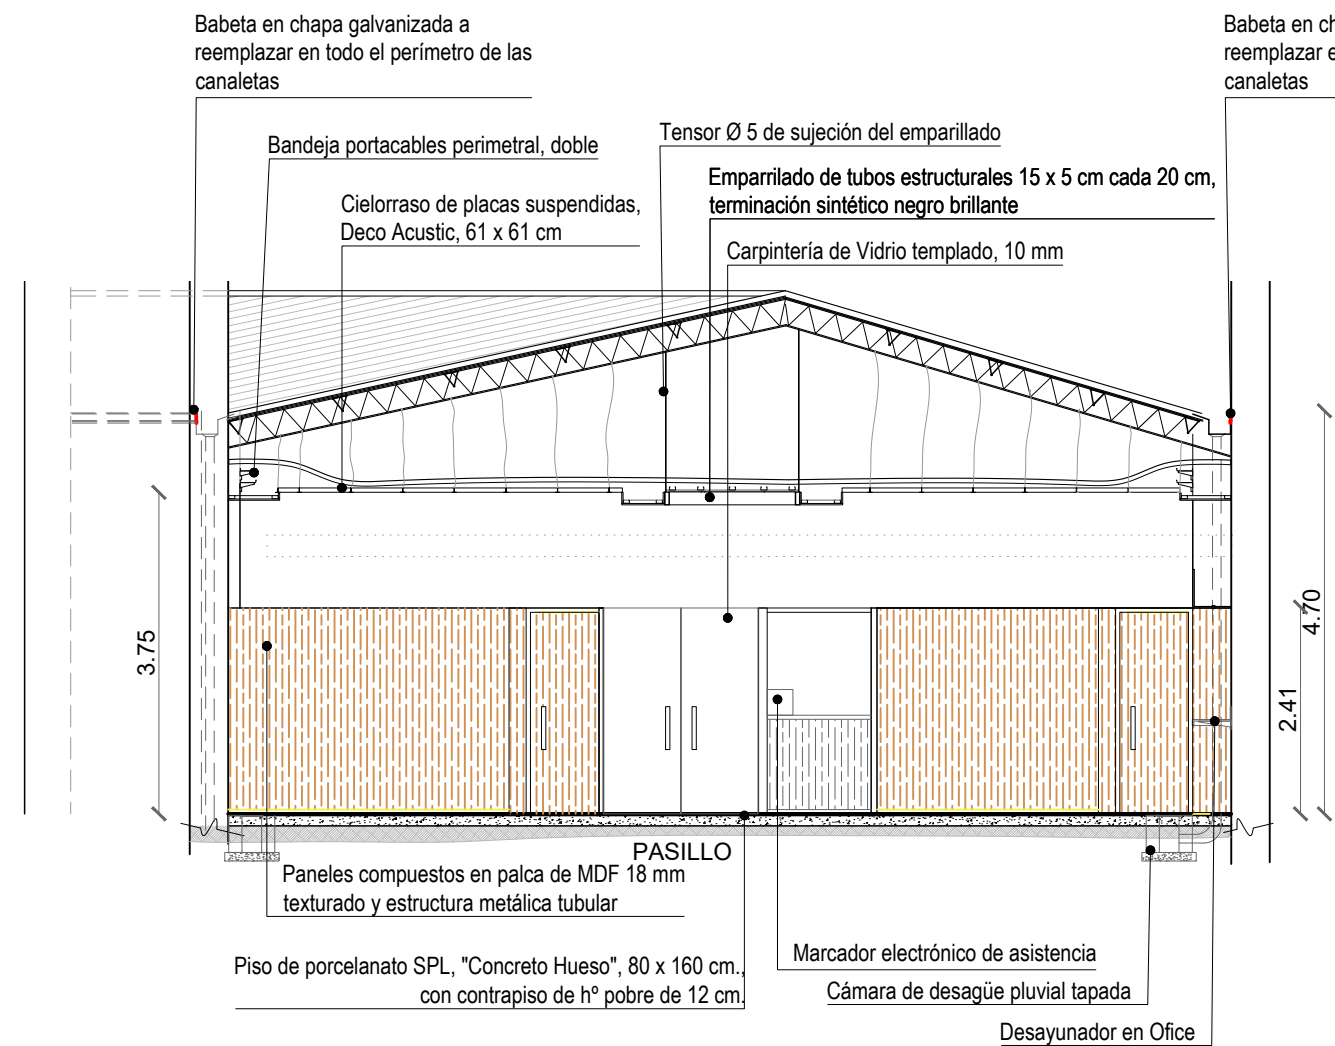 Babeta en chapa galvanizada a
reemplazar en todo el perímetro de las
canaletas
Babeta en ch
reemplazar e
canaletas
Bandeja portacables perimetral, doble
Tensor Ø 5 de sujeción del emparillado
Cielorraso de placas suspendidas,
Deco Acustic, 61 x 61 cm
Emparrilado de tubos estructurales 15 x 5 cm cada 20 cm,
terminación sintético negro brillante
Carpintería de Vidrio templado, 10 mm
3.75
4.70
2.41
PASILLO
Paneles compuestos en palca de MDF 18 mm
texturado y estructura metálica tubular
Piso de porcelanato SPL, "Concreto Hueso", 80 x 160 cm.,
con contrapiso de hº pobre de 12 cm.
Marcador electrónico de asistencia
Cámara de desagüe pluvial tapada
Desayunador en Ofice